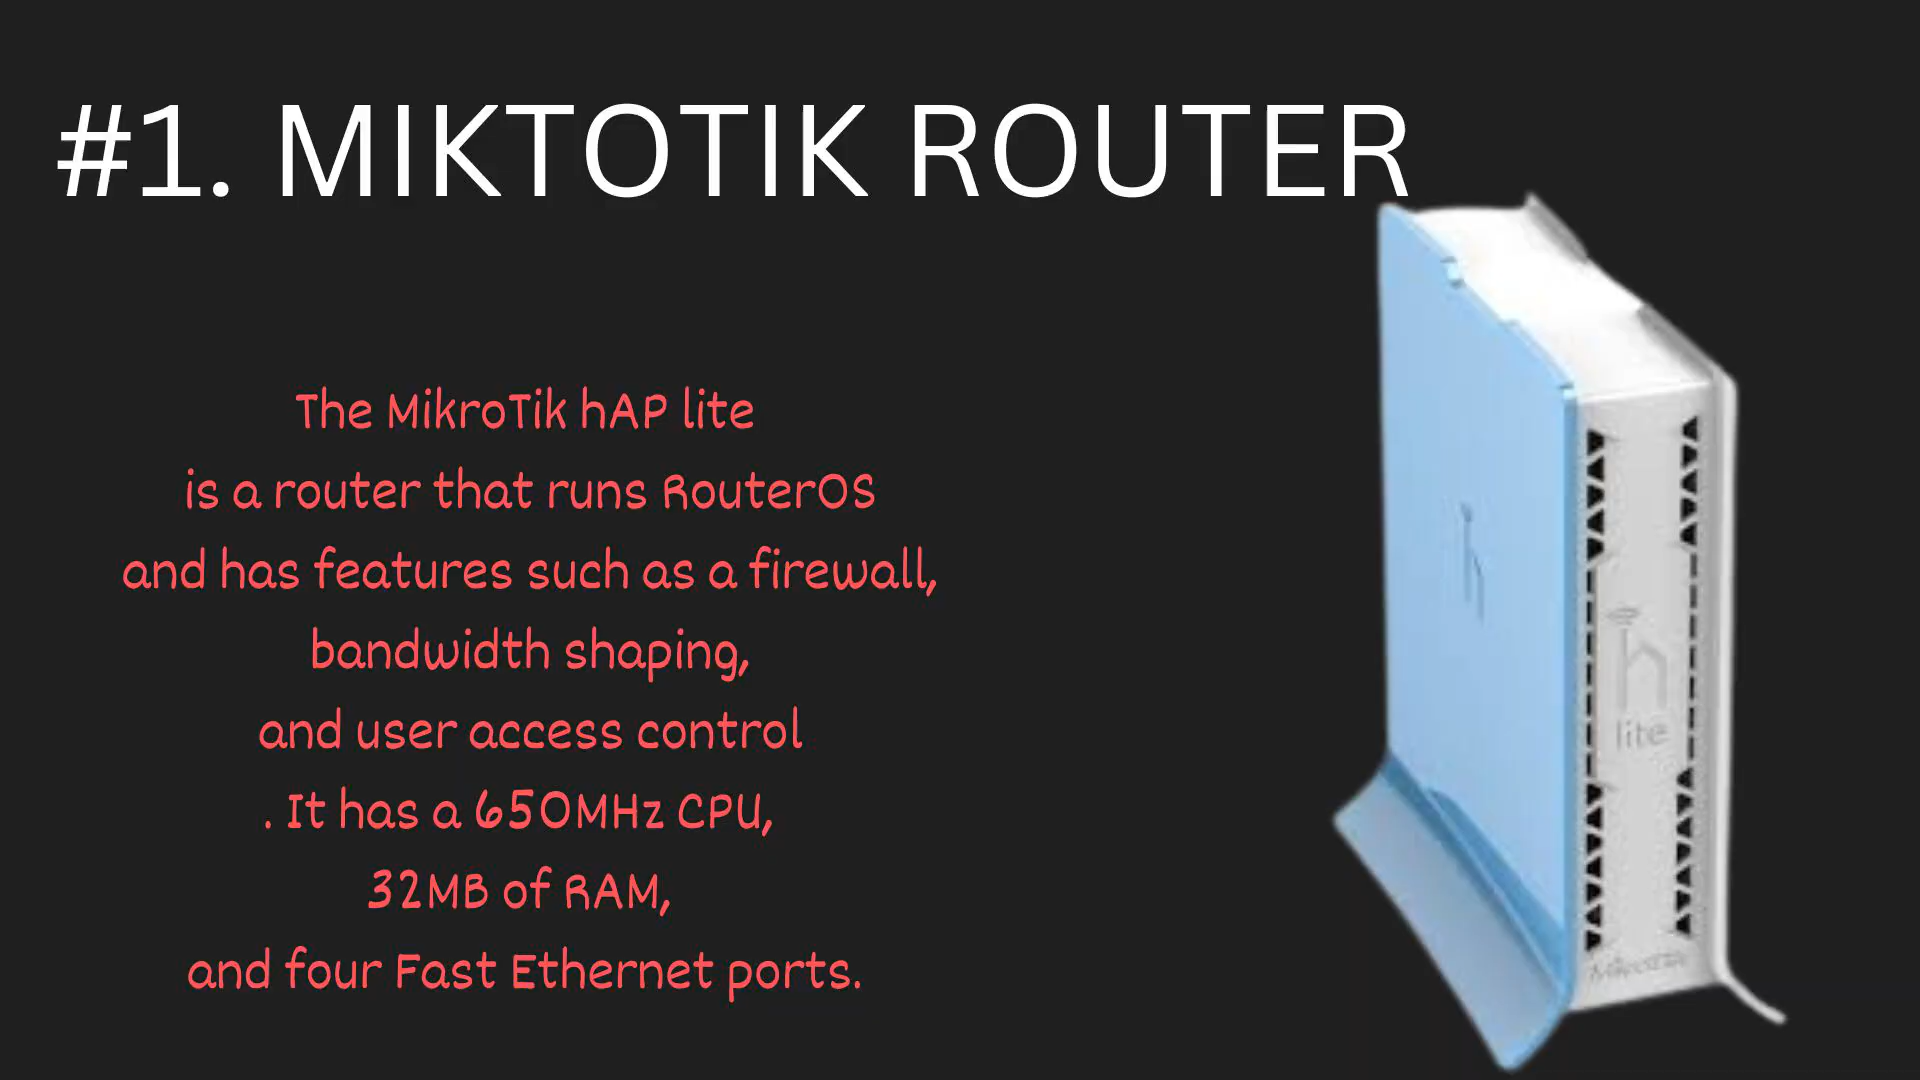 #1. MIKTOTIK ROUTER
The MikroTik hAP lite
is a router that runs RouterOS
and has features such as a firewall,
bandwidth shaping,
and user access control
. It has a 650MHz CPU,
32MB of RAM,
and four Fast Ethernet ports.
h
h
lite
MikroTik